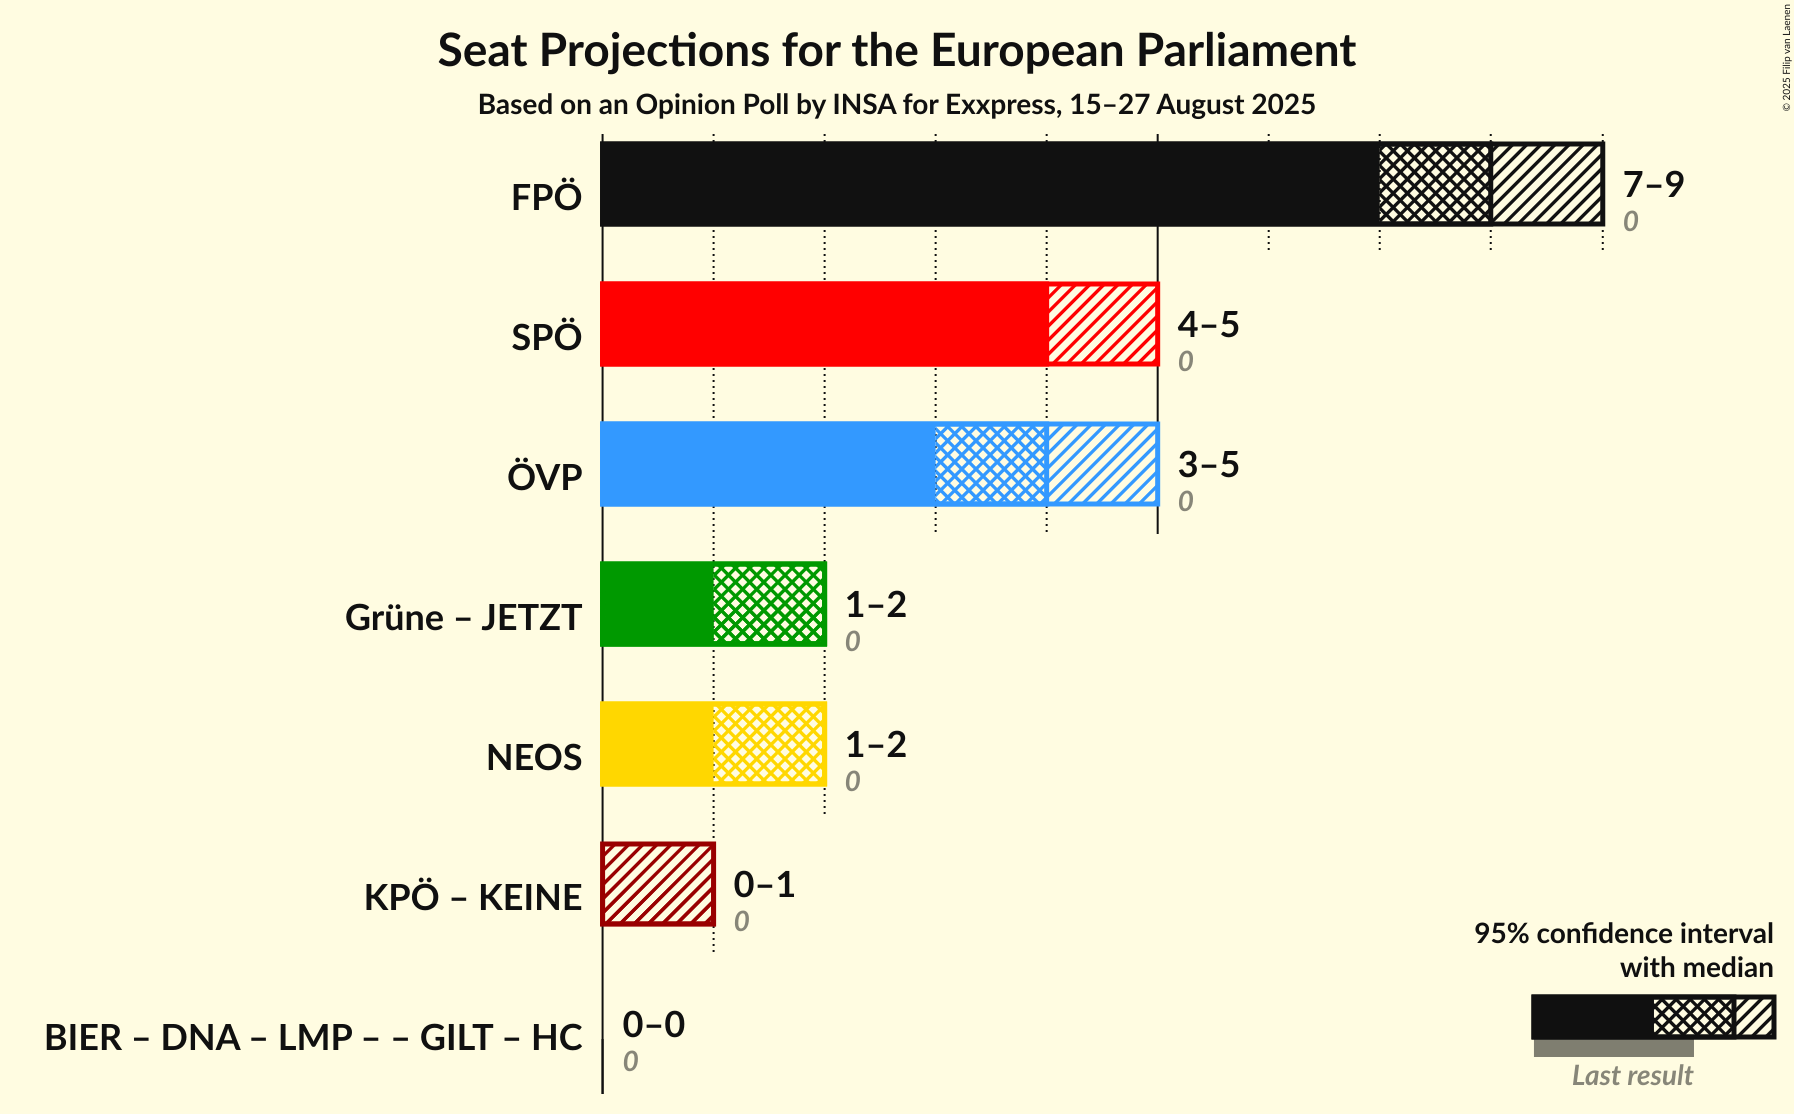 Seat Projections for the European Parliament
Based on an Opinion Poll by INSA for Exxpress, 15–27 August 2025
© 2025 Filip van Laenen
FPÖ
7–9
0
SPÖ
4–5
0
ÖVP
3–5
0
Grüne – JETZT
1–2
0
NEOS
1–2
0
KPÖ – KEINE
0–1
0
BIER – DNA – LMP – – GILT – HC
0–0
0
95% confidence interval
with median
Last result